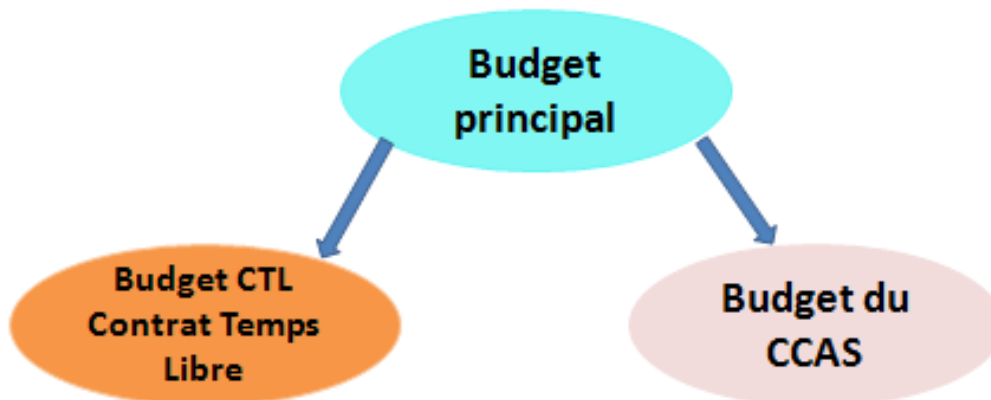 Budget
principal
Budget CTL
Contrat Temps
Libre
Budget du
CCAS